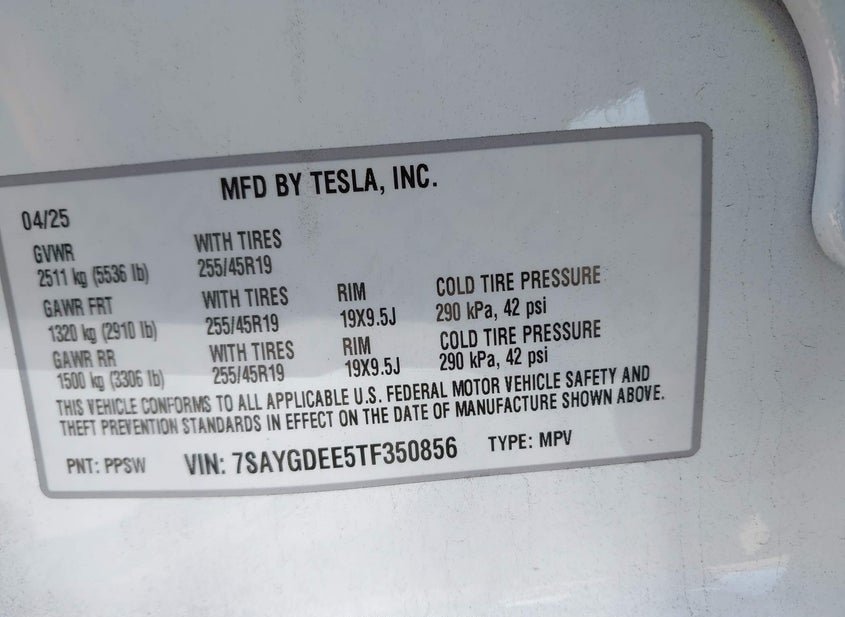 MFD BY TESLA, INC.
04/25
GVWR WITH TIRES
2511 kg (5536 lb) 255/45R19
GAWR FRT WITH TIRES RIM COLD TIRE PRESSURE
1320 kg (2910 lb) 255/45R19 19X9.5J 290 kPa, 42 psi
GAWR RR WITH TIRES RIM COLD TIRE PRESSURE
1500 kg (3306 lb) 255/45R19 19X9.5J 290 kPa, 42 psi
THIS VEHICLE CONFORMS TO ALL APPLICABLE U.S. FEDERAL MOTOR VEHICLE SAFETY AND
THEFT PREVENTION STANDARDS IN EFFECT ON THE DATE OF MANUFACTURE SHOWN ABOVE.
PNT: PPSW VIN: 7SAYGDEE5TF350856 TYPE: MPV